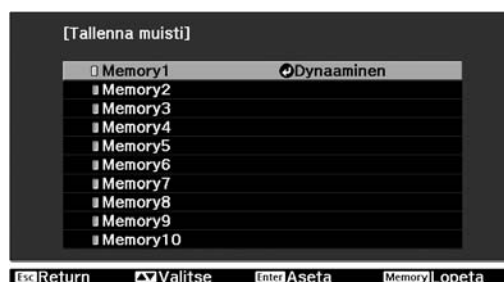 [Tallenna muisti]
Memory1 Dynaaminen
Memory2
Memory3
Memory4
Memory5
Memory6
Memory7
Memory8
Memory9
Memory10
Esc Return Valitse Enter Aseta Memory Lopeta